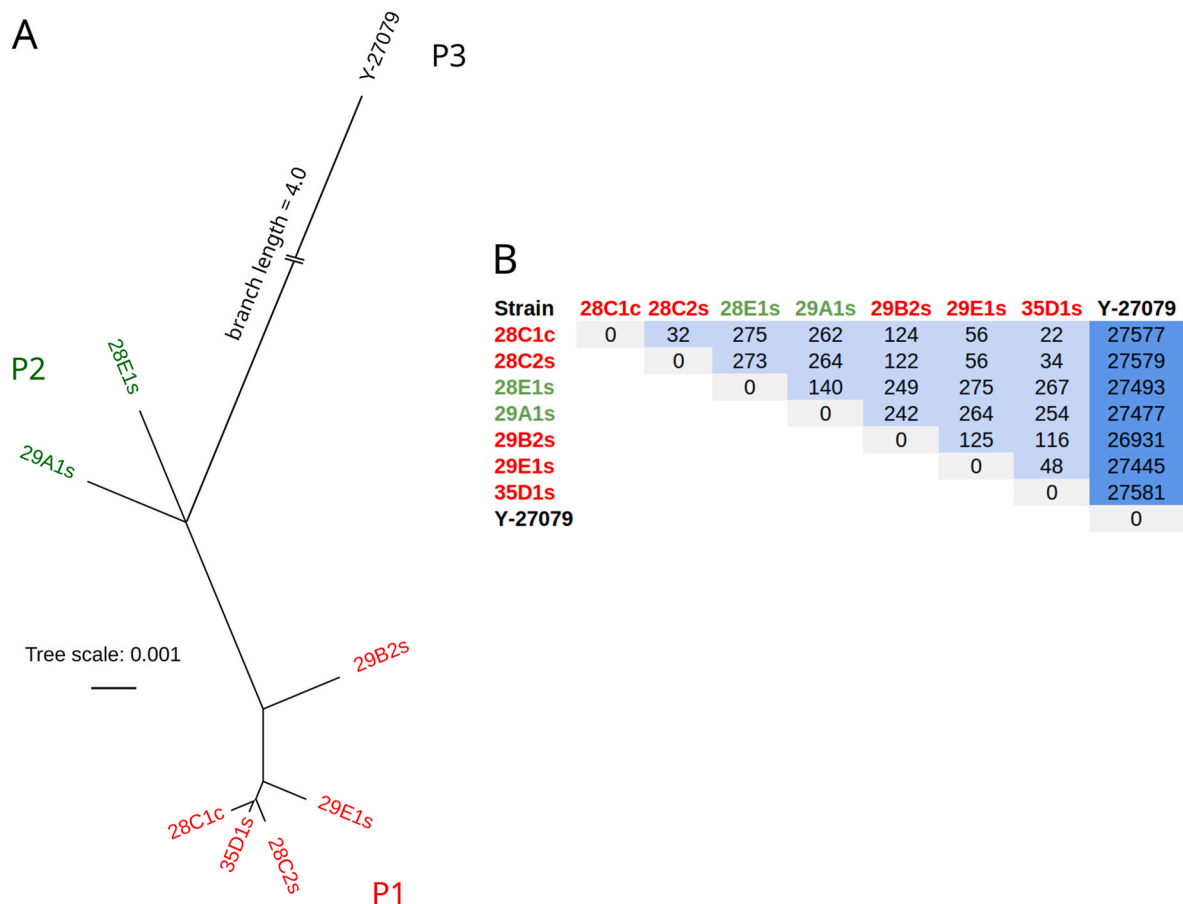 A
Y-27079
P3
branch length = 4.0
P2
28E1s
29A1s
Tree scale: 0.001
29B2s
28C1c
35D1s
28C2s
29E1s
P1
B
Strain 28C1c 28C2s 28E1s 29A1s 29B2s 29E1s 35D1s Y-27079
28C1c 0 32 275 262 124 56 22 27577
28C2s 0 273 264 122 56 34 27579
28E1s 0 140 249 275 267 27493
29A1s 0 242 264 254 27477
29B2s 0 125 116 26931
29E1s 0 48 27445
35D1s 0 27581
Y-27079 0